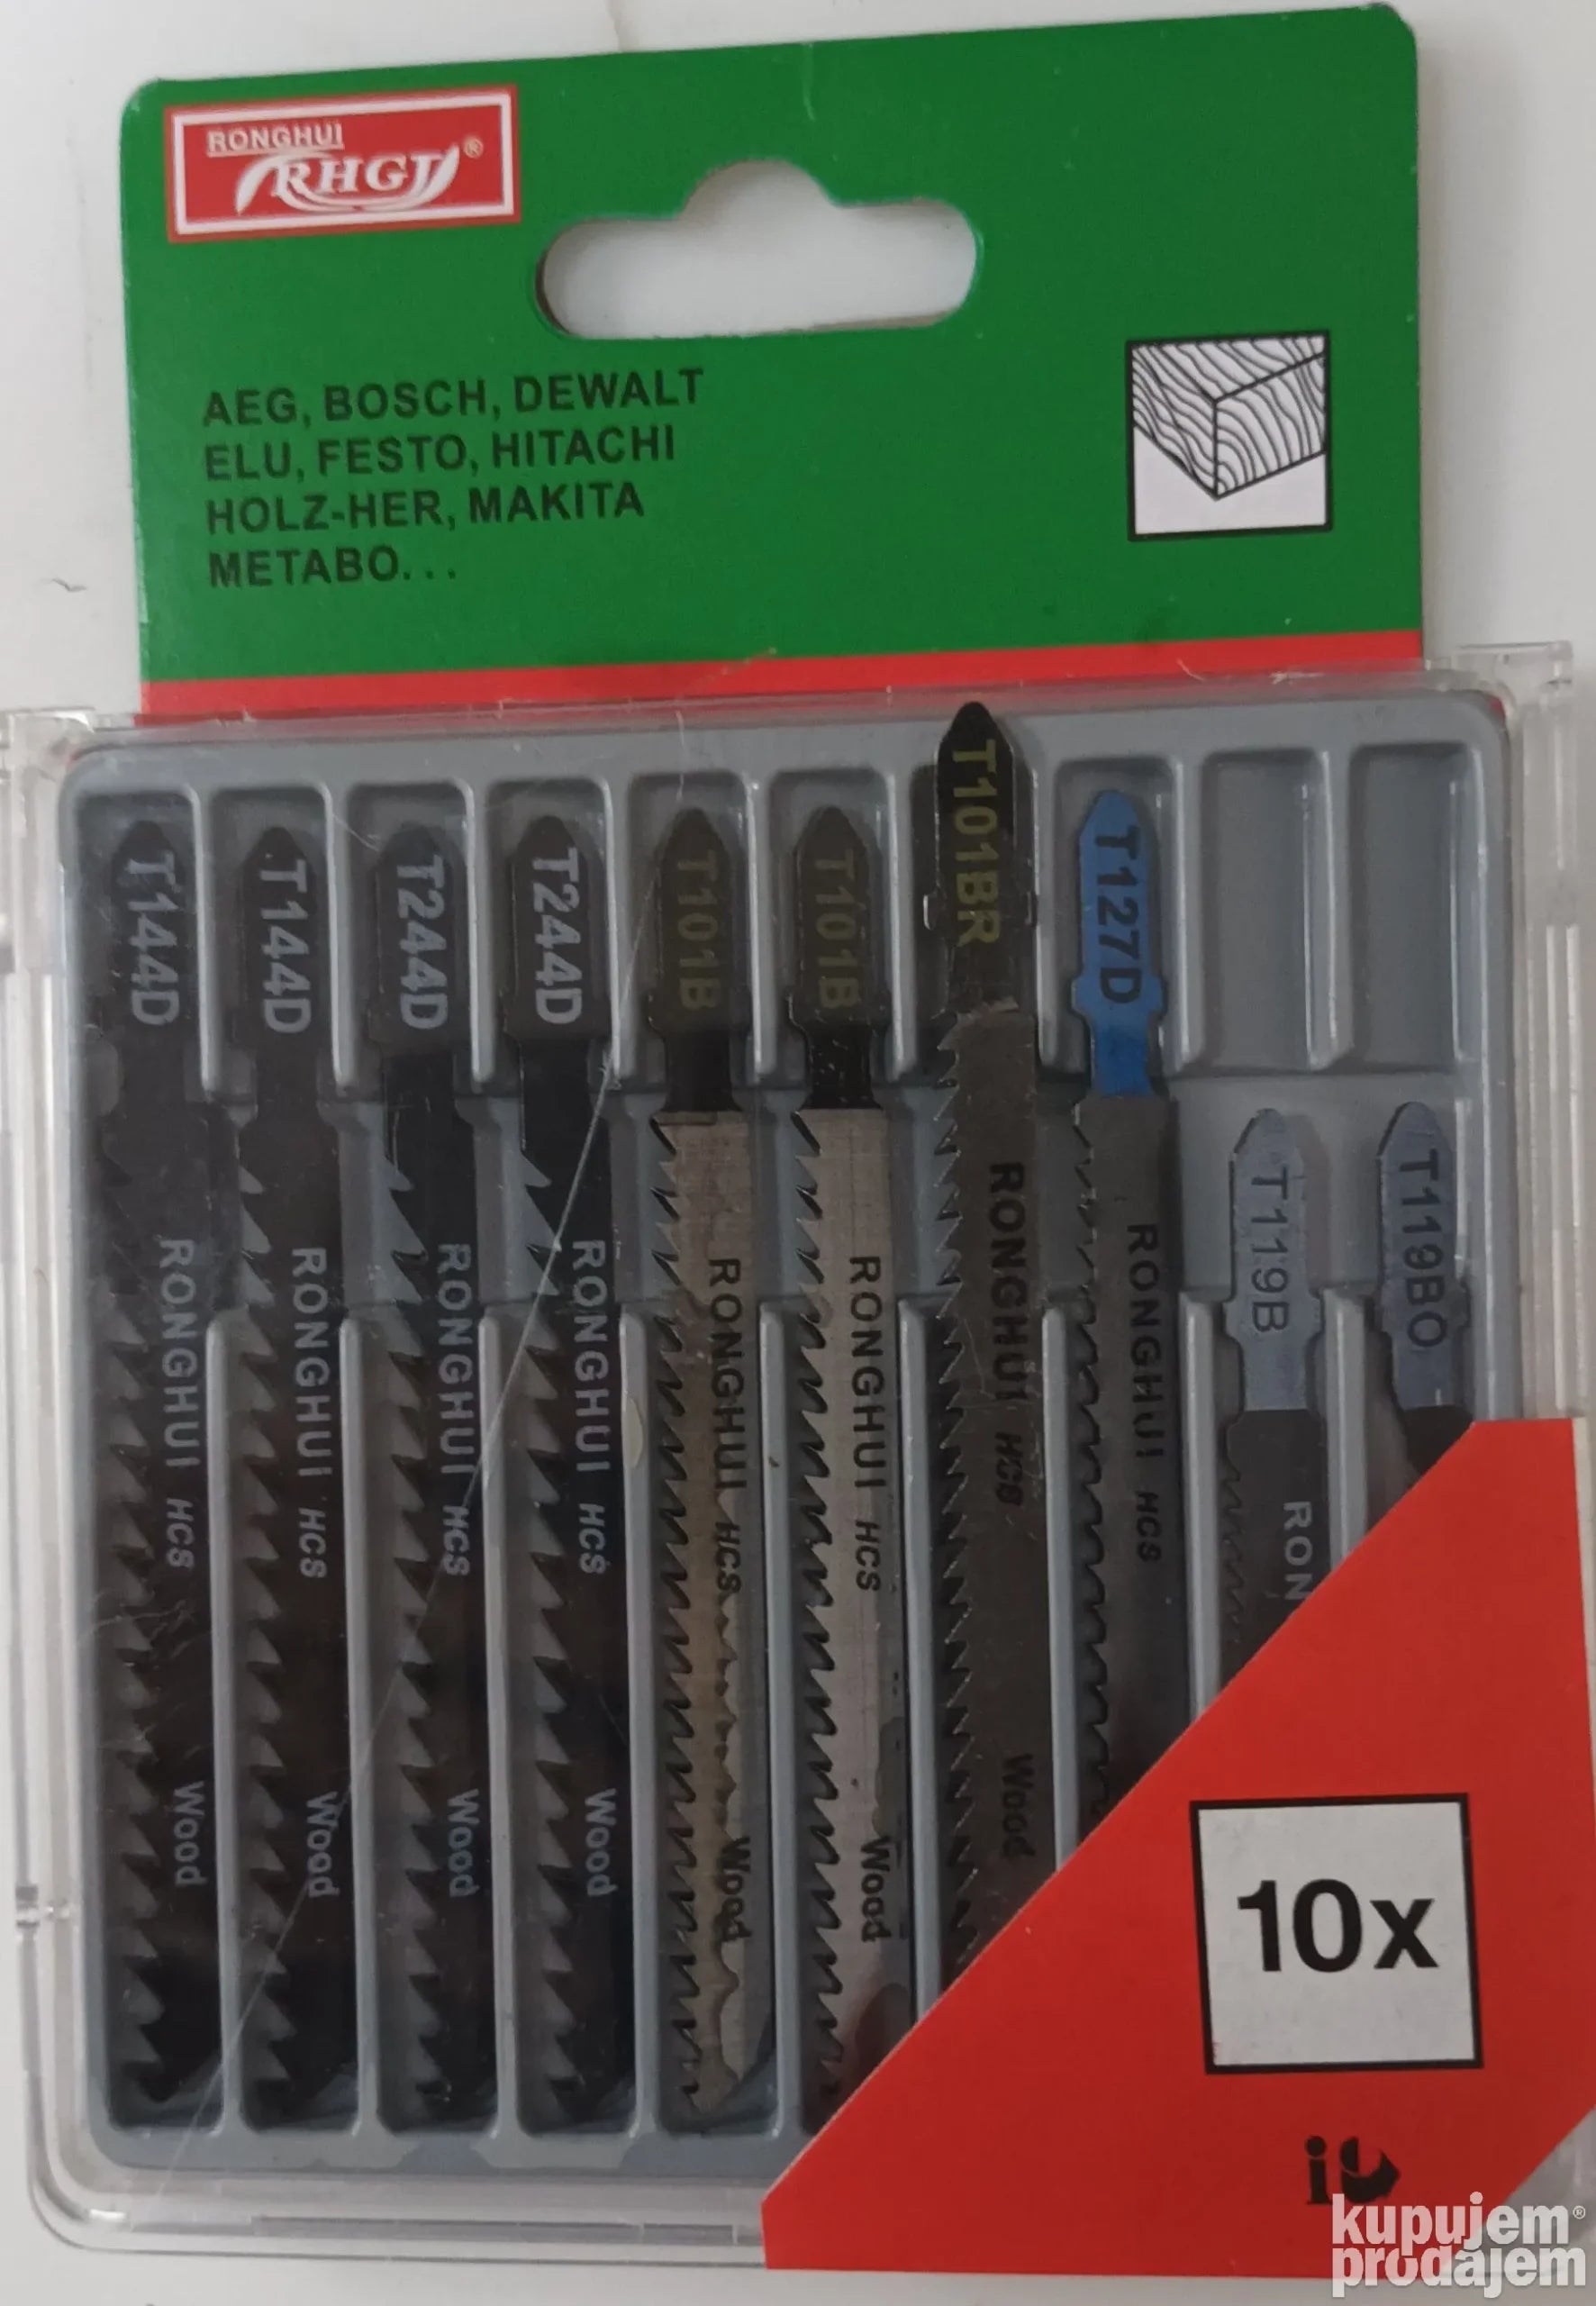 RONGHUI
RHGJ®
AEG, BOSCH, DEWALT
ELU, FESTO, HITACHI
HOLZ-HER, MAKITA
METABO...
T144D
RONGHUI HCS
Wood
T144D
RONGHUI HCS
Wood
T244D
RONGHUI HCS
Wood
T244D
RONGHUI HCS
Wood
T101B
RONGHUI HCS
Wood
T101B
RONGHUI HCS
Wood
T101BR
RONGHUI HCS
Wood
T127D
RONGHUI HCS
T119B
RON
T119BO
10x
kupujem®
prodajem